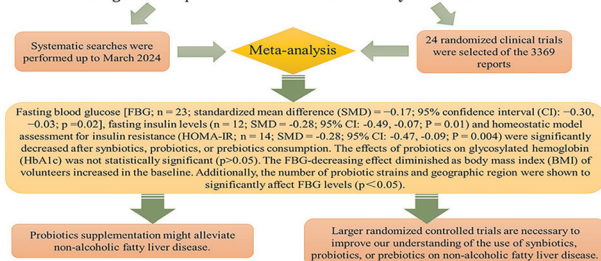 Systematic searches were
performed up to March 2024
Meta-analysis
24 randomized clinical trials
were selected of the 3369
reports
Fasting blood glucose [FBG; n = 23; standardized mean difference (SMD) = −0.17; 95% confidence interval (CI): −0.30,
−0.03; p =0.02], fasting insulin levels (n = 12; SMD = -0.28; 95% CI: -0.49, -0.07; P = 0.01) and homeostatic model
assessment for insulin resistance (HOMA-IR; n = 14; SMD = -0.28; 95% CI: -0.47, -0.09; P = 0.004) were significantly
decreased after synbiotics, probiotics, or prebiotics consumption. The effects of probiotics on glycosylated hemoglobin
(HbA1c) was not statistically significant (p>0.05). The FBG-decreasing effect diminished as body mass index (BMI) of
volunteers increased in the baseline. Additionally, the number of probiotic strains and geographic region were shown to
significantly affect FBG levels (p<0.05).
Probiotics supplementation might alleviate
non-alcoholic fatty liver disease.
Larger randomized controlled trials are necessary to
improve our understanding of the use of synbiotics,
probiotics, or prebiotics on non-alcoholic fatty liver disease.